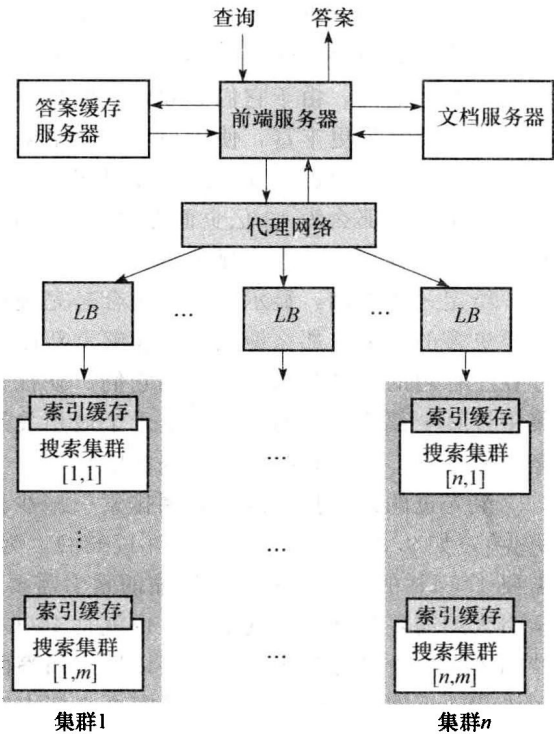 查询
答案
答案缓存
服务器
前端服务器
文档服务器
代理网络
LB
...
LB
...
LB
索引缓存
搜索集群
[1,1]
...
索引缓存
搜索集群
[n,1]
⋮
...
索引缓存
搜索集群
[1,m]
...
索引缓存
搜索集群
[n,m]
集群1
集群n